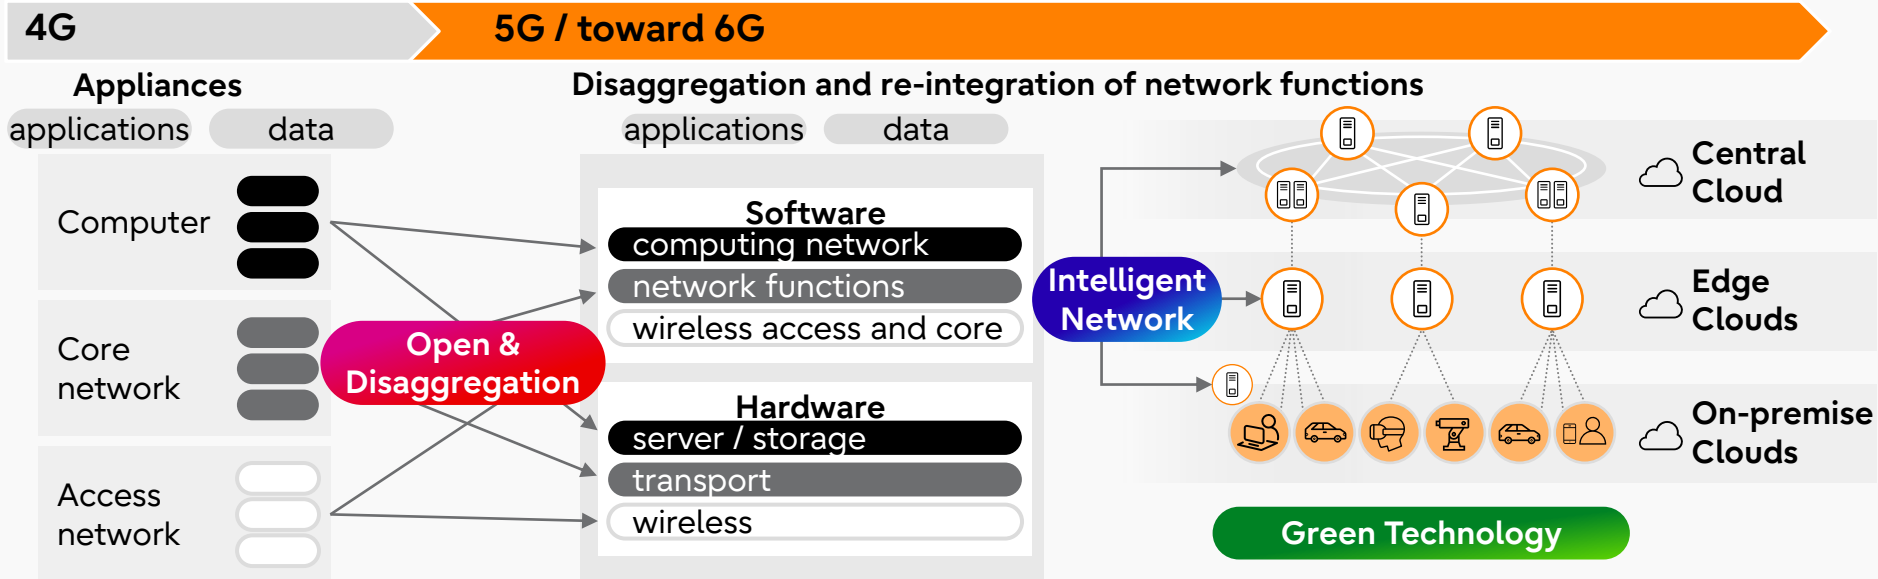 4G
5G / toward 6G
Appliances
applications
data
Computer
Core
network
Access
network
Open &
Disaggregation
Disaggregation and re-integration of network functions
applications
data
Software
computing network
network functions
wireless access and core
Hardware
server / storage
transport
wireless
Intelligent
Network
Central
Cloud
Edge
Clouds
On-premise
Clouds
Green Technology